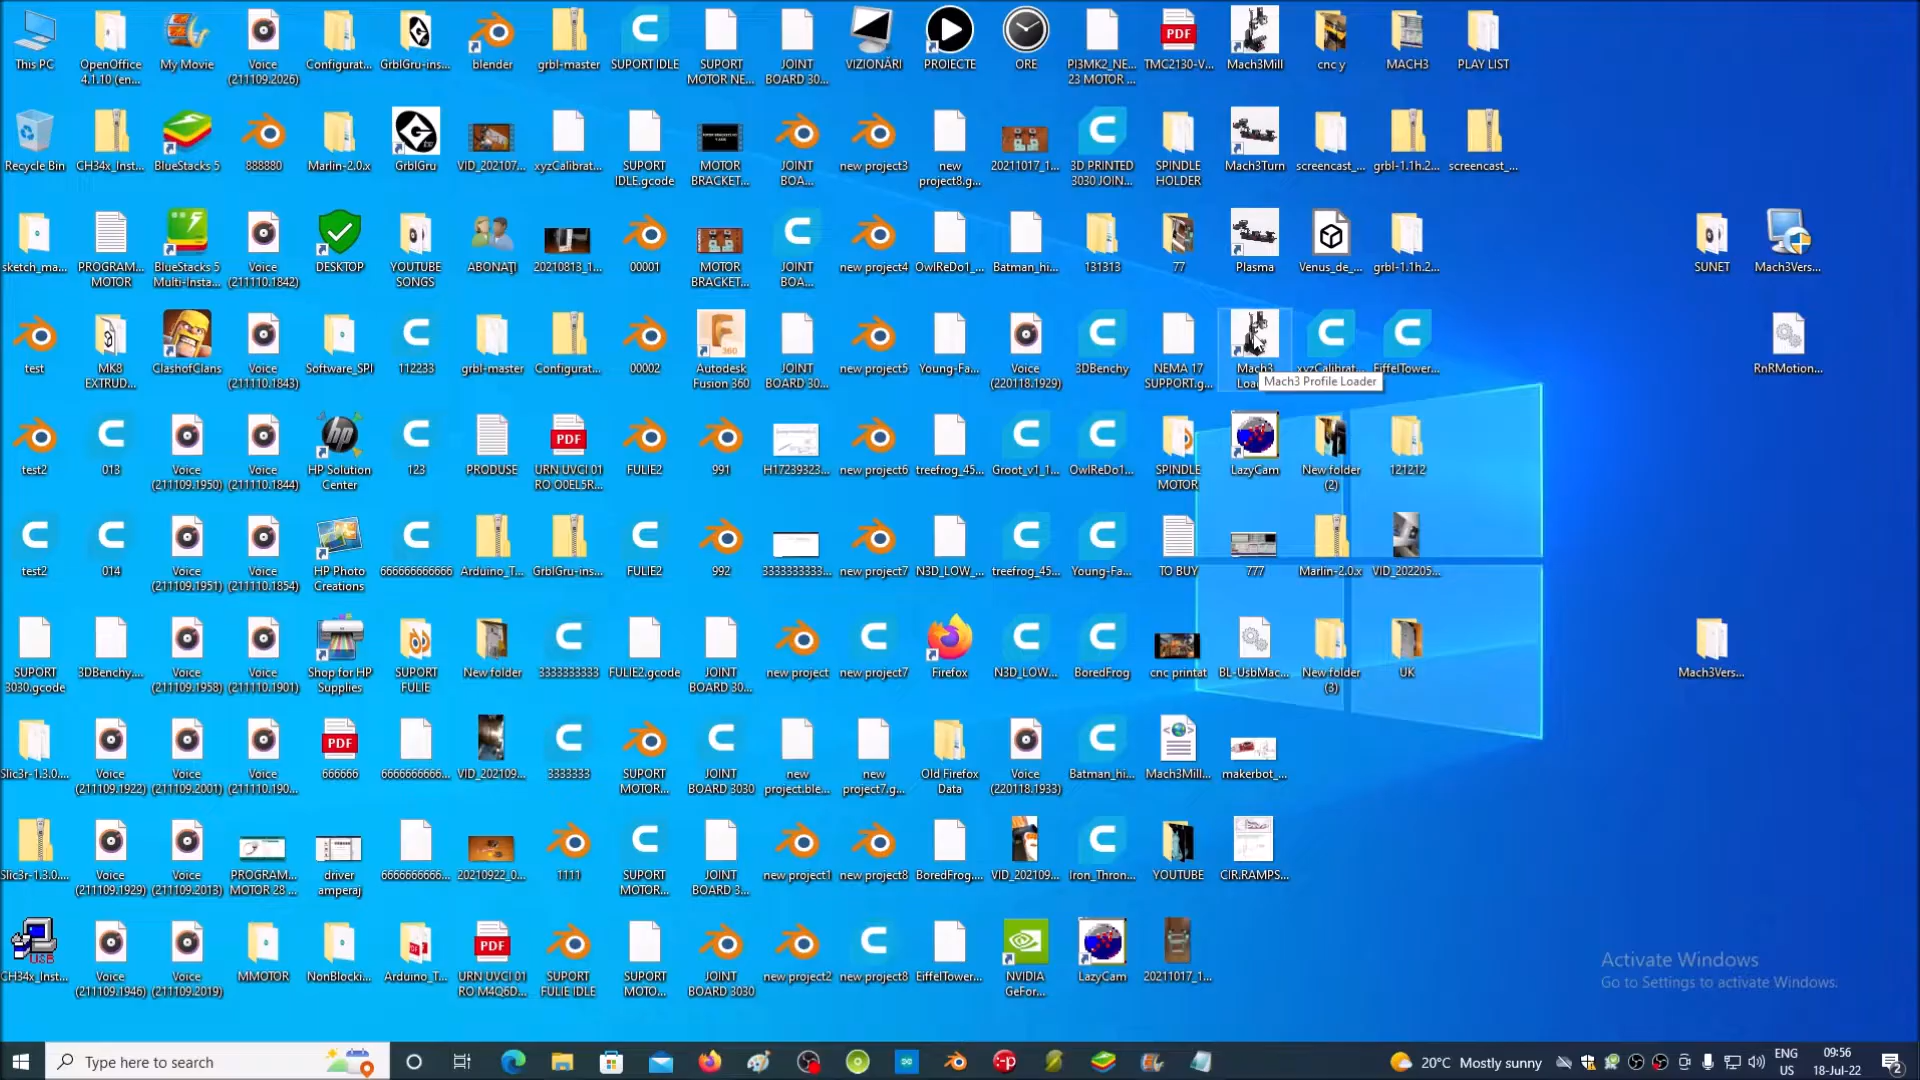 This PC
OpenOffice
4.1.10 (en...
My Movie
Voice
(211109.2026)
Configurat...
GrblGru-ins...
blender
grbl-master
SUPORT IDLE
SUPORT
MOTOR NE...
JOINT
BOARD 30...
VIZIONĂRI
PROIECTE
ORE
PI3MK2_NE...
23 MOTOR ...
TMC2130-V...
Mach3Mill
cnc y
MACH3
PLAY LIST
Recycle Bin
CH34x_Inst...
BlueStacks 5
888880
Marlin-2.0.x
GrblGru
VID_202107...
xyzCalibrat...
SUPORT
IDLE.gcode
MOTOR
BRACKET...
JOINT
BOA...
new project3
new
project8.g...
20211017_1...
3D PRINTED
3030 JOIN...
SPINDLE
HOLDER
Mach3Turn
screencast_...
grbl-1.1h.2...
screencast_...
sketch_ma...
PROGRAM...
MOTOR
BlueStacks 5
Multi-Insta...
Voice
(211110.1842)
DESKTOP
YOUTUBE
SONGS
ABONAŢI
20210813_1...
00001
MOTOR
BRACKET...
JOINT
BOA...
new project4
OwlReDo1_...
Batman_hi...
131313
77
Plasma
Venus_de_...
grbl-1.1h.2...
SUNET
Mach3Vers...
test
MK8
EXTRUD...
ClashofClans
Voice
(211110.1843)
Software_SPI
112233
grbl-master
Configurat...
00002
Autodesk
Fusion 360
JOINT
BOARD 30...
new project5
Young-Fa...
Voice
(220118.1929)
3DBenchy
NEMA 17
SUPPORT.g...
Mach3
Mach3 Profile Loader
xyzCalibrat...
EiffelTower...
RnRMotion...
test2
013
Voice
(211109.1950)
Voice
(211110.1844)
HP Solution
Center
123
PRODUSE
PDF
URN UVCI 01
RO O0EL5R...
FULIE2
991
H17239323...
new project6
treefrog_45...
Groot_v1_1...
OwlReDo1...
SPINDLE
MOTOR
LazyCam
New folder
(2)
121212
test2
014
Voice
(211109.1951)
Voice
(211110.1854)
HP Photo
Creations
666666666666
Arduino_T...
GrblGru-ins...
FULIE2
992
3333333333...
new project7
N3D_LOW_...
treefrog_45...
Young-Fa...
TO BUY
777
Marlin-2.0.x
VID_202205...
SUPORT
3030.gcode
3DBenchy....
Voice
(211109.1958)
Voice
(211110.1901)
Shop for HP
Supplies
SUPORT
FULIE
New folder
3333333333
FULIE2.gcode
JOINT
BOARD 30...
new project
new project7
Firefox
N3D_LOW...
BoredFrog
cnc printat
BL-UsbMac...
New folder
(3)
UK
Mach3Vers...
Slic3r-1.3.0....
Voice
(211109.1922)
Voice
(211109.2001)
Voice
(211110.190...
PDF
666666
6666666666...
VID_202109...
3333333
SUPORT
MOTOR...
JOINT
BOARD 3030
new
project.ble...
new
project7.g...
Old Firefox
Data
Voice
(220118.1933)
Batman_hi...
Mach3Mill...
makerbot_...
Slic3r-1.3.0....
Voice
(211109.1929)
Voice
(211109.2013)
PROGRAM...
MOTOR 28 ...
driver
amperaj
6666666666...
20210922_0...
1111
SUPORT
MOTOR...
JOINT
BOARD 3...
new project1
new project8
BoredFrog....
VID_202109...
Iron_Thron...
YOUTUBE
CIR.RAMPS...
CH34x_Inst...
Voice
(211109.1946)
Voice
(211109.2019)
MMOTOR
NonBlocki...
Arduino_T...
PDF
URN UVCI 01
RO M4Q6D...
SUPORT
FULIE IDLE
SUPORT
MOTO...
JOINT
BOARD 3030
new project2
new project8
EiffelTower...
NVIDIA
GeFor...
LazyCam
20211017_1...
Activate Windows
Go to Settings to activate Windows.
Type here to search
20°C Mostly sunny
ENG
US
09:56
18-Jul-22
2